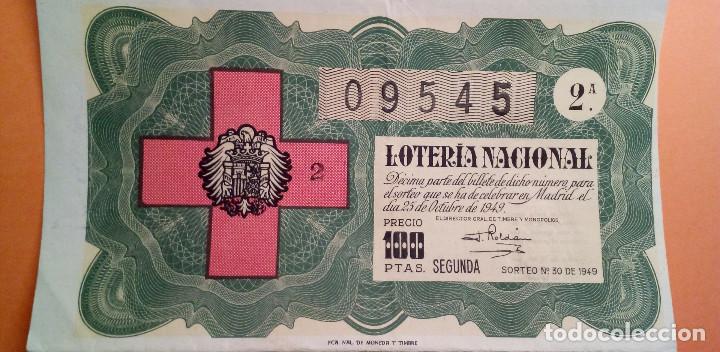 09545
2.ᴬ
2
LOTERÍA NACIONAL
Décima parte del billete de dicho número, para
el sorteo que se ha de celebrar en Madrid el
día 25 de Octubre de 1949.
EL DIRECTOR GRAL. DE TIMBRE Y MONOPOLIOS,
PRECIO
100
PTAS. SEGUNDA
SORTEO Nº 30 DE 1949
FCA. NAL. DE MONEDA Y TIMBRE
todocoleccion